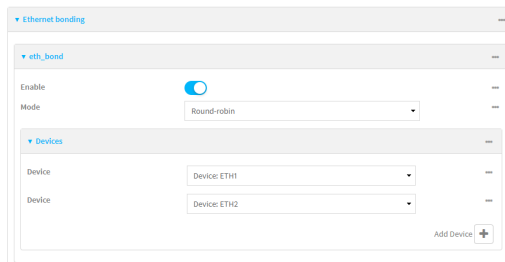 Ethernet bonding
eth_bond
Enable
Mode
Round-robin
Devices
Device
Device: ETH1
Device
Device: ETH2
Add Device